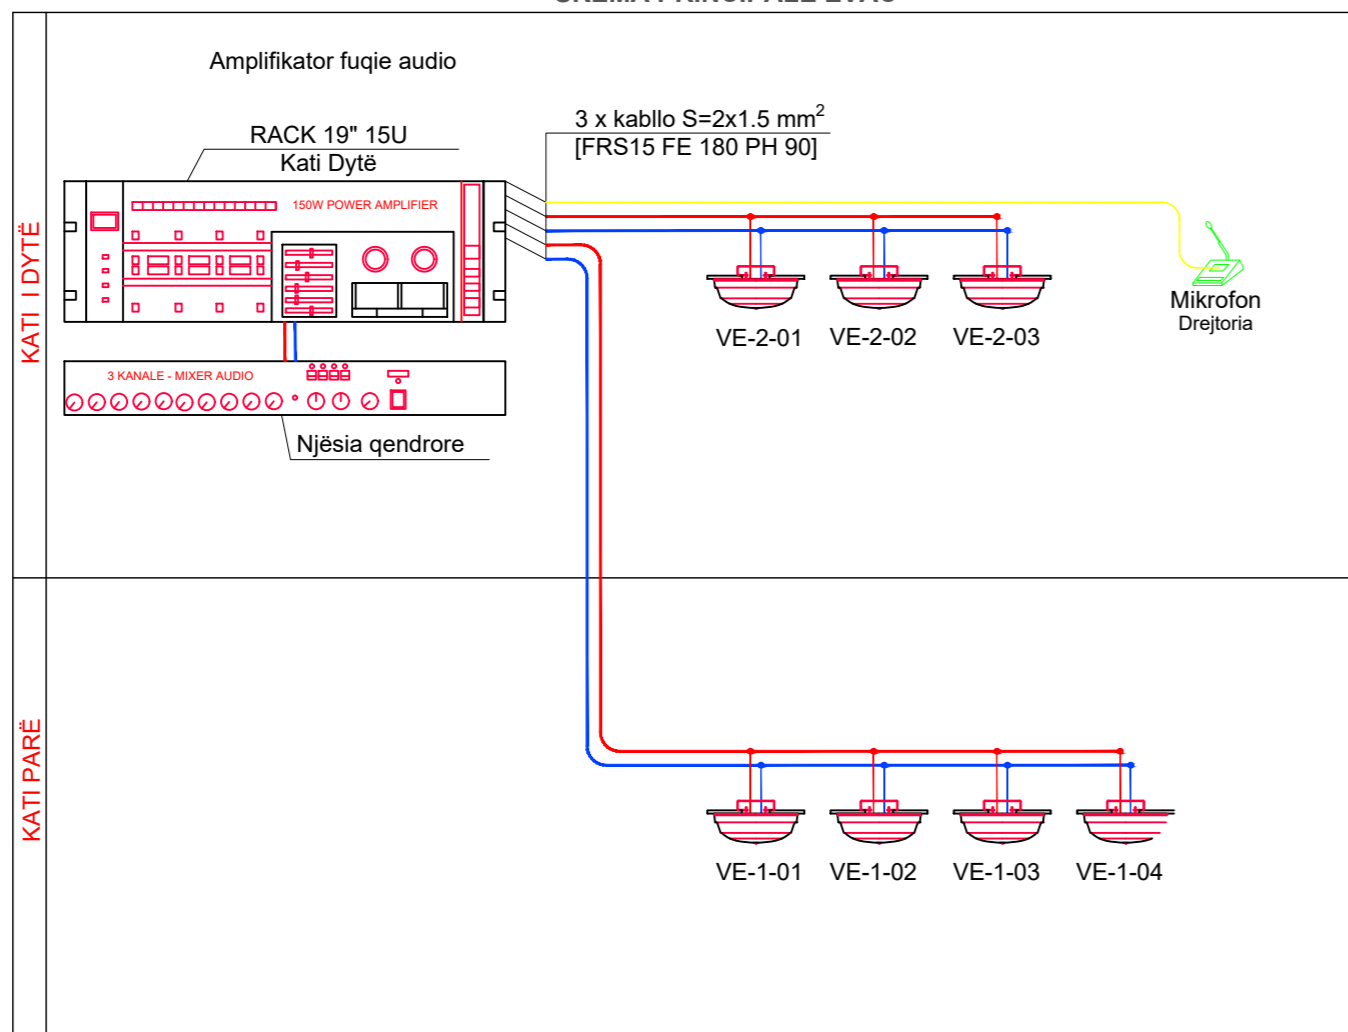 Amplifikator fuqie audio
RACK 19" 15U
Kati Dytë
3 x kabllo S=2x1.5 mm²
[FRS15 FE 180 PH 90]
150W POWER AMPLIFIER
KATI I DYTË
VE-2-01 VE-2-02 VE-2-03
Mikrofon
Drejtoria
3 KANALE - MIXER AUDIO
Njësia qendrore
KATI PARË
VE-1-01 VE-1-02 VE-1-03 VE-1-04